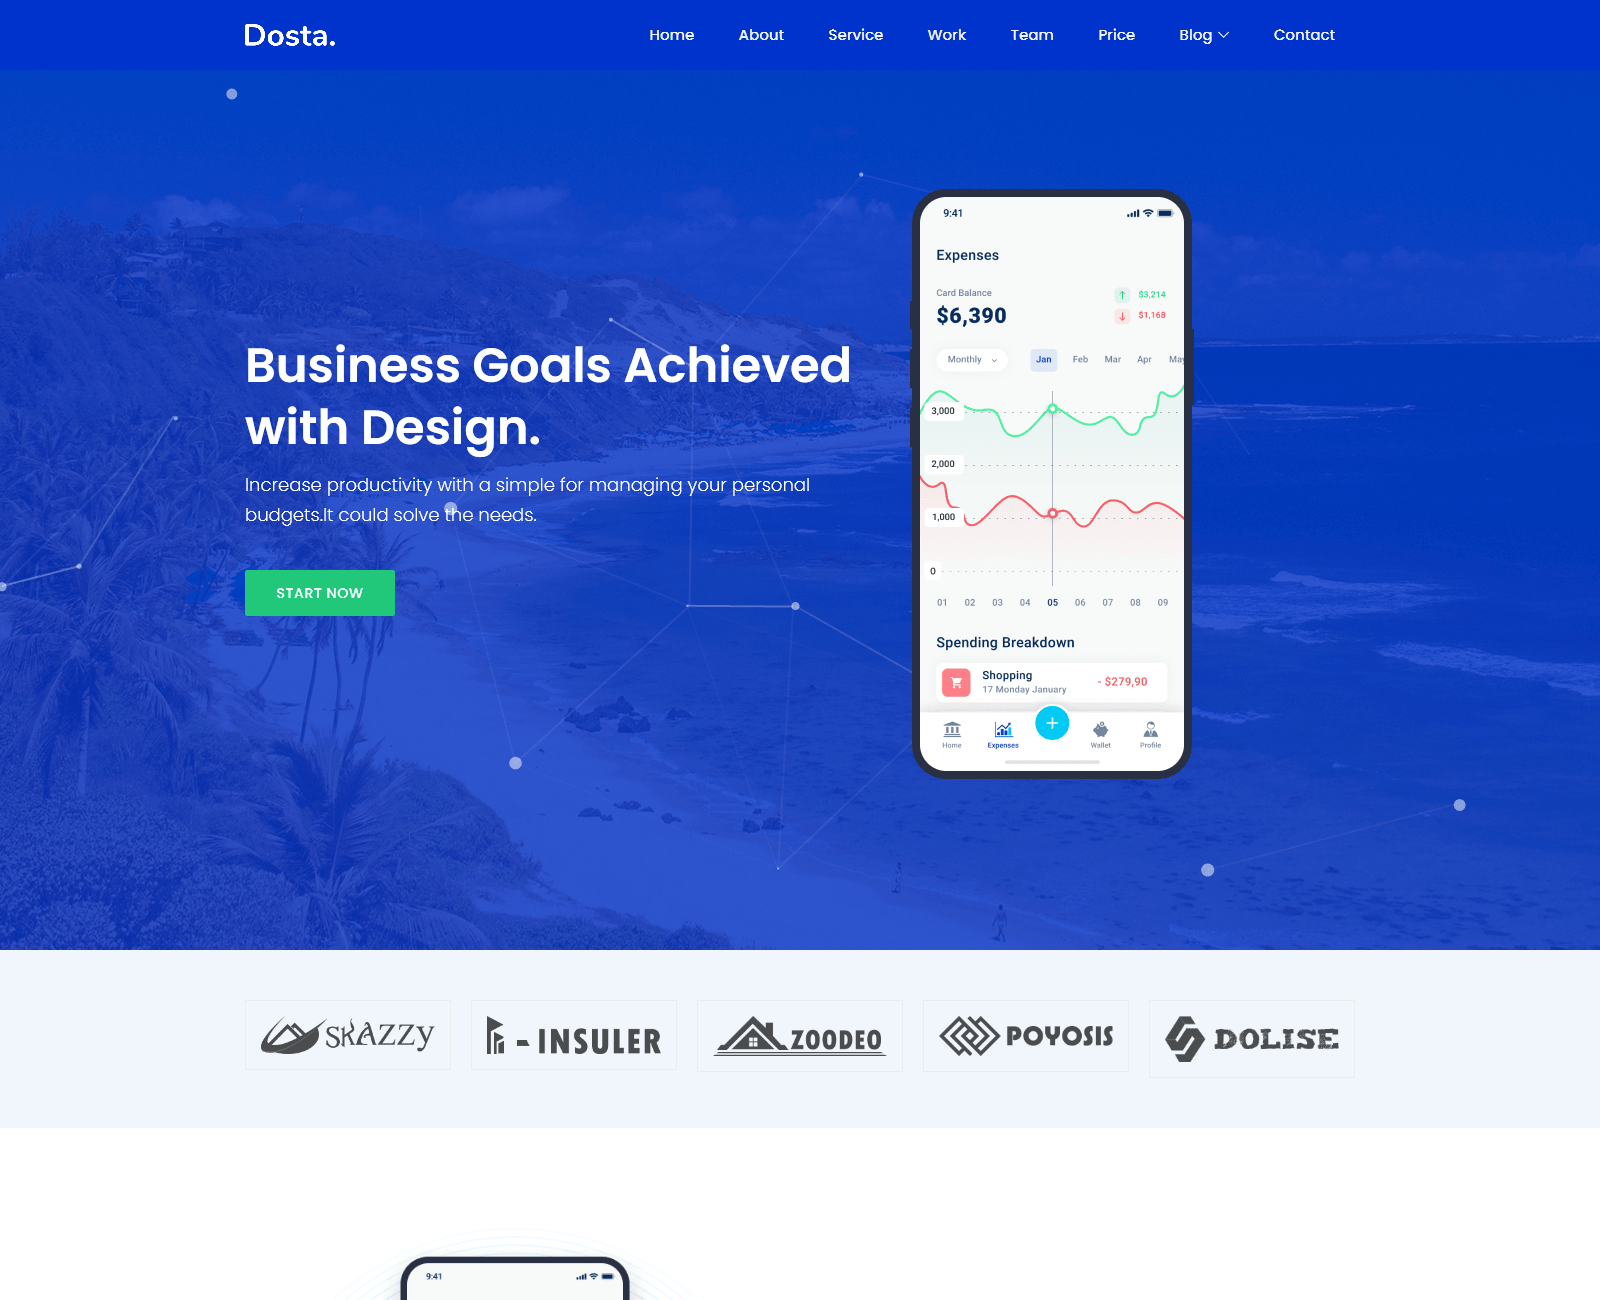 Dosta.
Home About Service Work Team Price Blog Contact
Business Goals Achieved
with Design.
Increase productivity with a simple for managing your personal
budgets.It could solve the needs.
START NOW
9:41
Expenses
Card Balance
$6,390
$3,214
$1,168
Monthly Jan Feb Mar Apr May
3,000
2,000
1,000
0
01 02 03 04 05 06 07 08 09
Spending Breakdown
Shopping
17 Monday January
- $279,90
Home Expenses Wallet Profile
SKAZZY
- INSULER
ZOODEO
POYOSIS
DOLISE
9:41